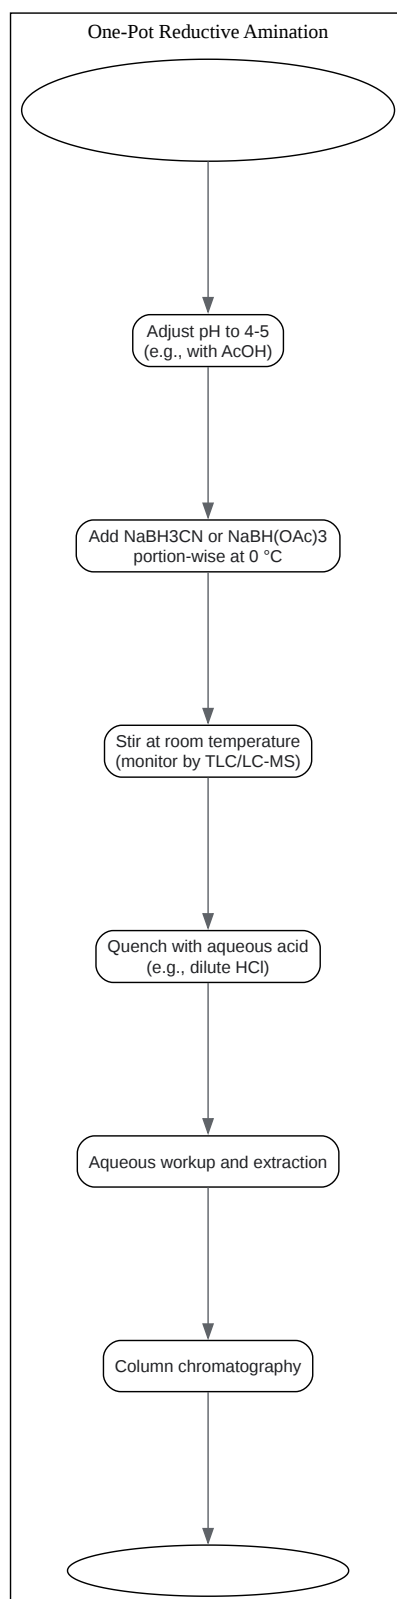 One-Pot Reductive Amination
Adjust pH to 4-5
(e.g., with AcOH)
Add NaBH3CN or NaBH(OAc)3
portion-wise at 0 °C
Stir at room temperature
(monitor by TLC/LC-MS)
Quench with aqueous acid
(e.g., dilute HCl)
Aqueous workup and extraction
Column chromatography